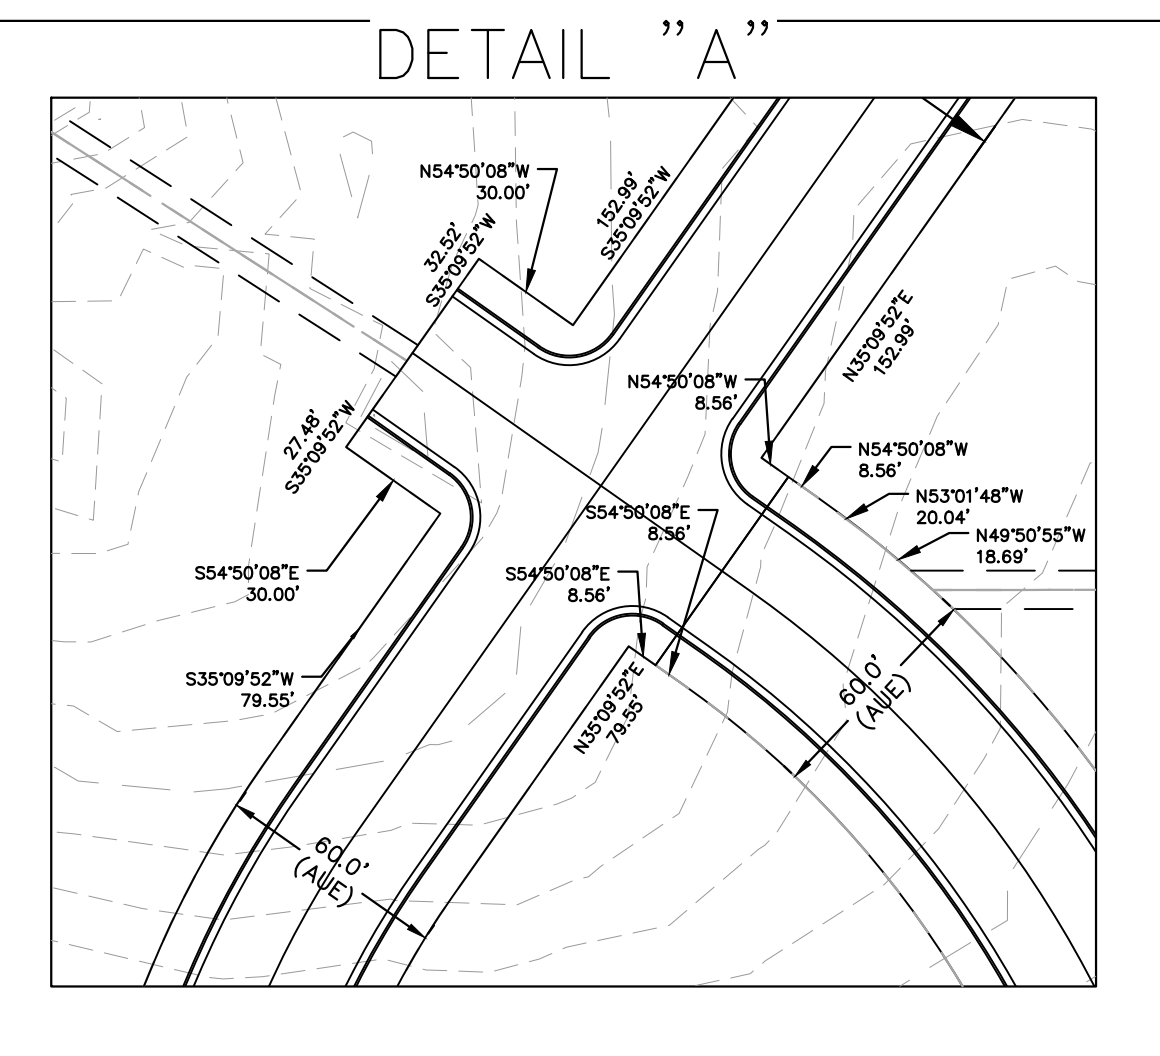 DETAIL "A"
N54°50'08"W
30.00'
152.99'
S35°09'52"W
32.52'
S35°09'52"W
N35°09'52"E
152.99'
N54°50'08"W
8.56'
27.48'
S35°09'52"W
N54°50'08"W
8.56'
N53°01'48"W
20.04'
N49°50'55"W
18.69'
S54°50'08"E
8.56'
S54°50'08"E
30.00'
S54°50'08"E
8.56'
S35°09'52"W
79.55'
N35°09'52"E
79.55'
60.0'
(AUE)
60.0'
(AUE)